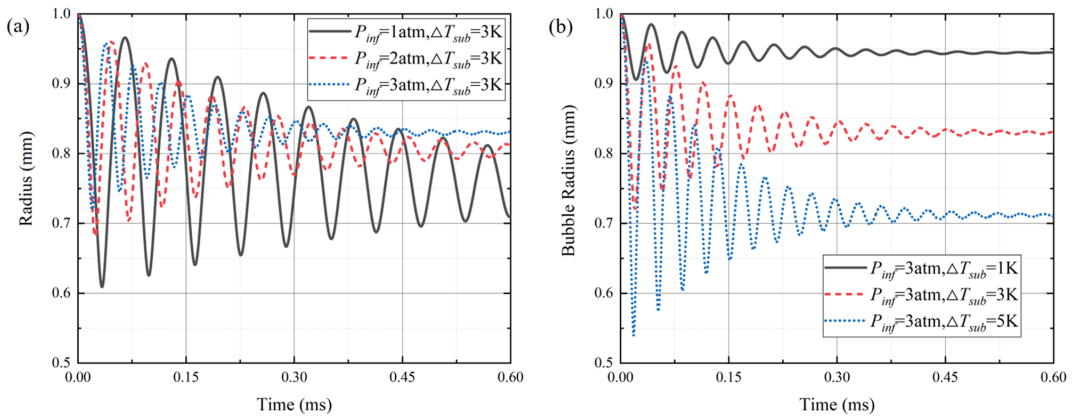 (a)
P_inf=1atm,△T_sub=3K
P_inf=2atm,△T_sub=3K
P_inf=3atm,△T_sub=3K
Radius (mm)
1.0
0.9
0.8
0.7
0.6
0.5
0.00
0.15
0.30
0.45
0.60
Time (ms)
(b)
Bubble Radius (mm)
1.0
0.9
0.8
0.7
0.6
0.5
P_inf=3atm,△T_sub=1K
P_inf=3atm,△T_sub=3K
P_inf=3atm,△T_sub=5K
0.00
0.15
0.30
0.45
0.60
Time (ms)